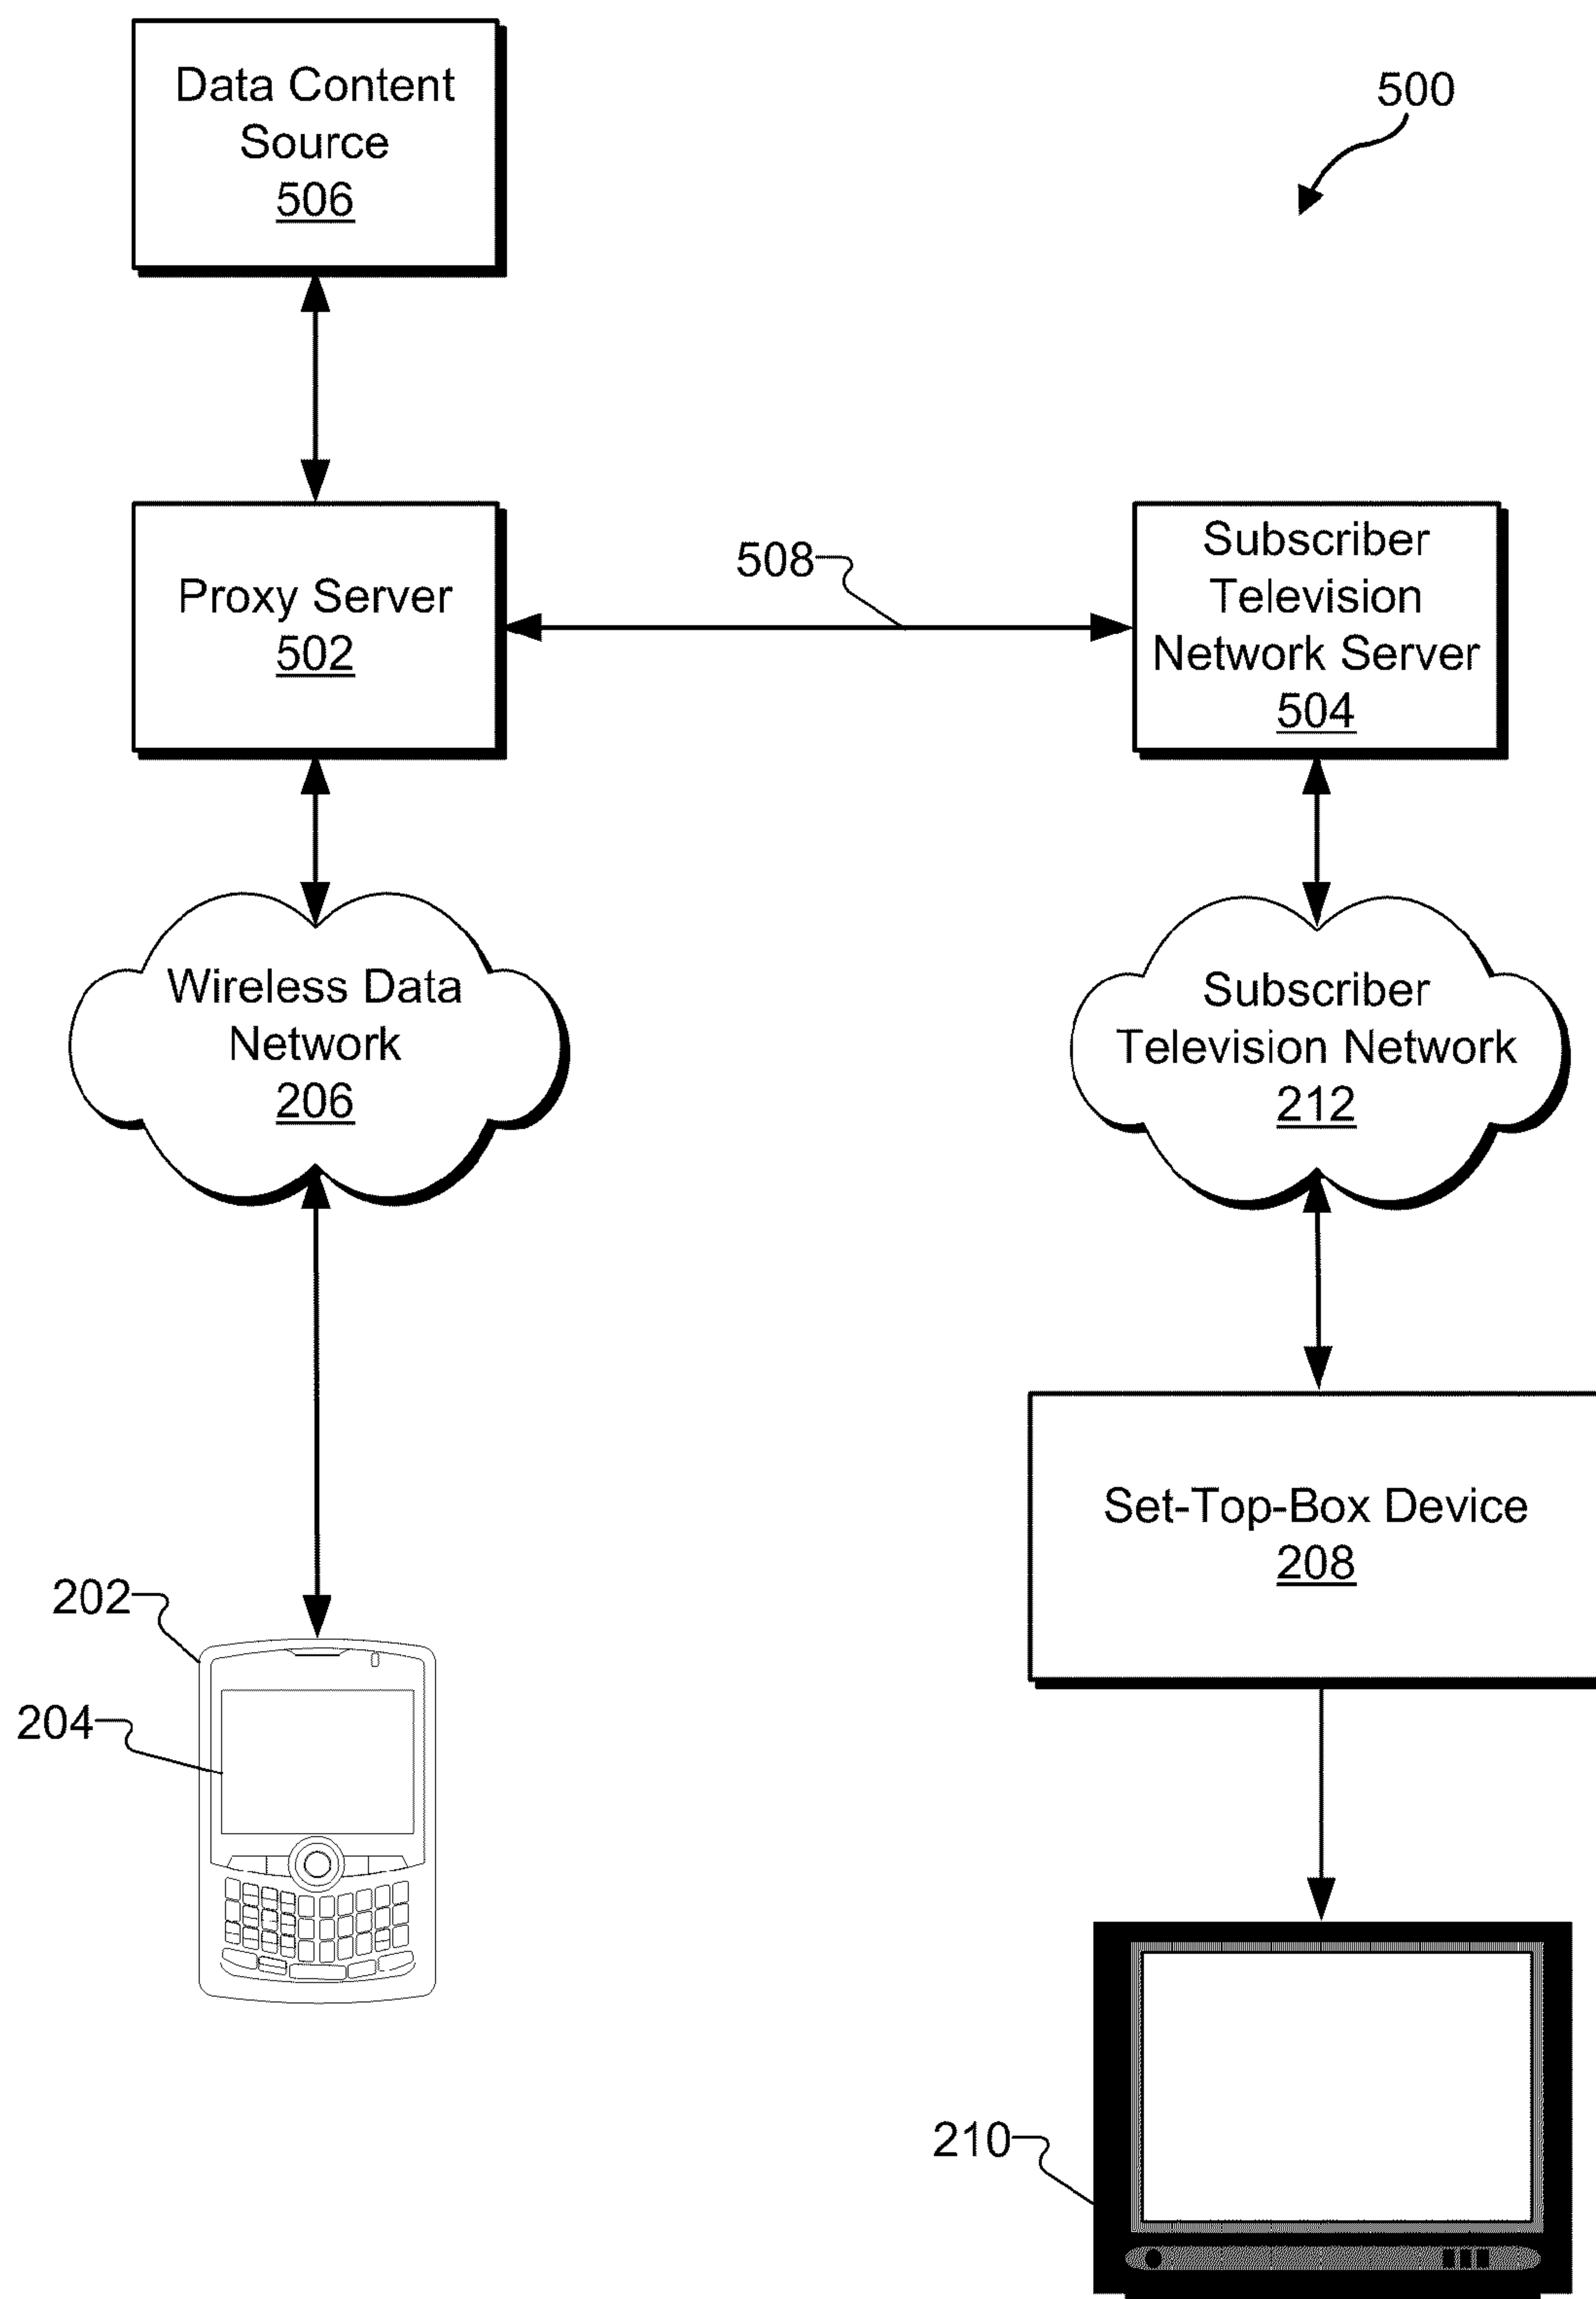 Data Content
Source
506
500
Proxy Server
502
508
Subscriber
Television
Network Server
504
Wireless Data
Network
206
Subscriber
Television Network
212
Set-Top-Box Device
208
202
204
210